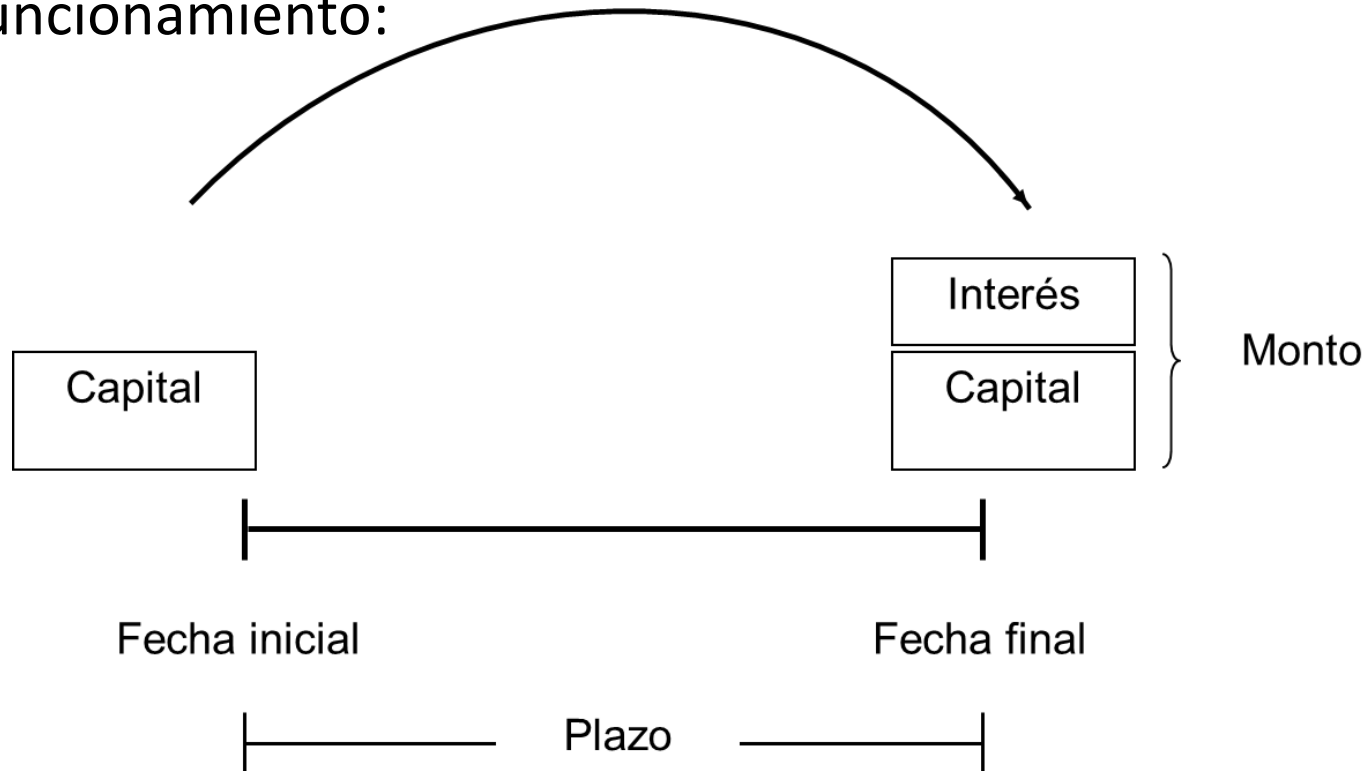 uncionamiento:
Interés
Monto
Capital
Capital
Fecha inicial
Fecha final
Plazo